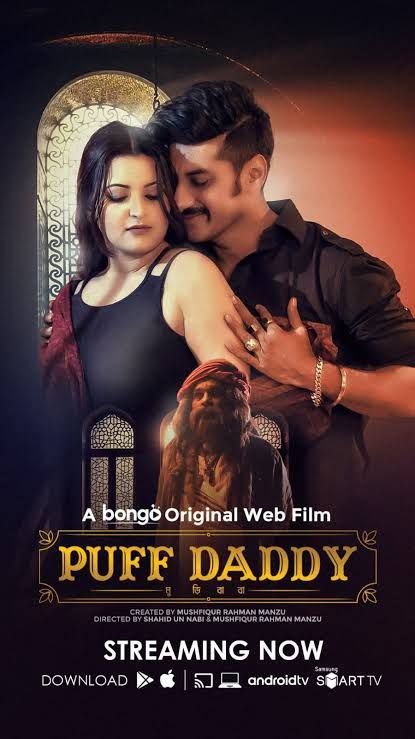 A bongo Original Web Film
PUFF DADDY
মুড়ি বাবা
CREATED BY MUSHFIQUR RAHMAN MANZU
DIRECTED BY SHAHID UN NABI & MUSHFIQUR RAHMAN MANZU
STREAMING NOW
Samsung
DOWNLOAD androidtv SMART TV